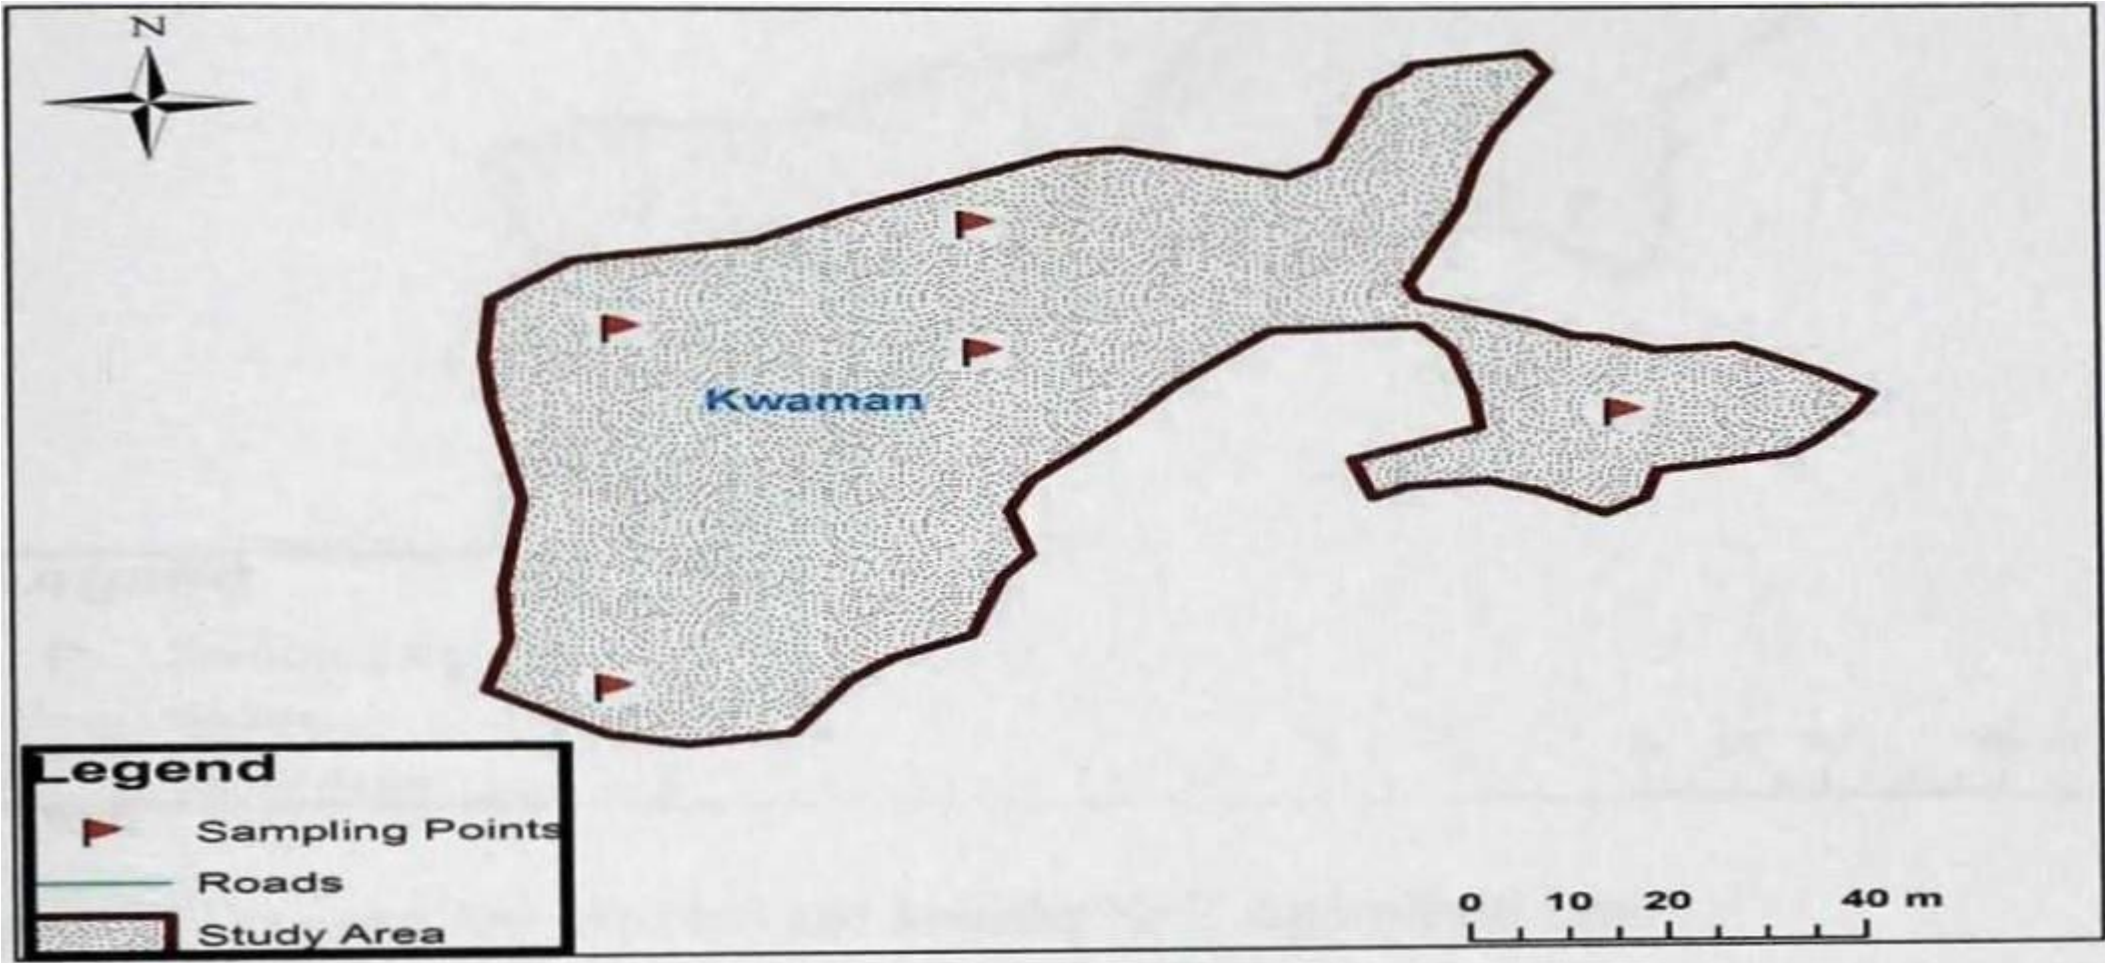 N
Kwaman
Legend
Sampling Points
Roads
Study Area
0 10 20 40 m